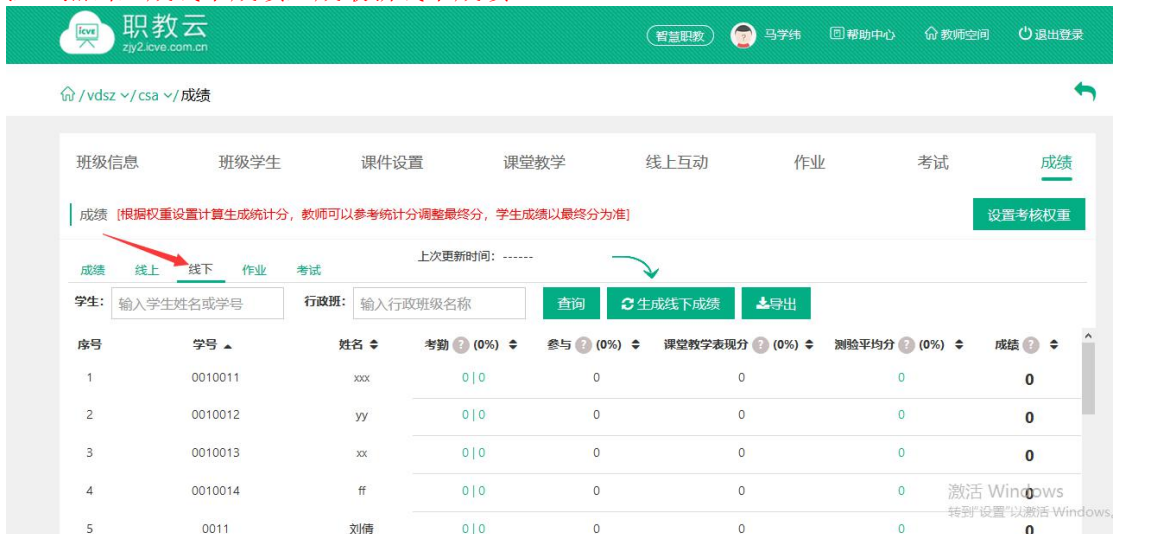 icve 职教云
zjy2.icve.com.cn
智慧职教 马学纬 帮助中心 教师空间 退出登录
/ vdsz / csa / 成绩
班级信息 班级学生 课件设置 课堂教学 线上互动 作业 考试 成绩
成绩 [根据权重设置计算生成统计分，教师可以参考统计分调整最终分，学生成绩以最终分为准] 设置考核权重
成绩 线上 线下 作业 考试 上次更新时间：------
学生: 输入学生姓名或学号 行政班: 输入行政班级名称 查询 生成线下成绩 导出
序号 学号 姓名 考勤 ? (0%) 参与 ? (0%) 课堂教学表现分 ? (0%) 测验平均分 ? (0%) 成绩 ?
1 0010011 xxx 0 | 0 0 0 0 0
2 0010012 yy 0 | 0 0 0 0 0
3 0010013 xx 0 | 0 0 0 0 0
4 0010014 ff 0 | 0 0 0 0 0
5 0011 刘倩 0 | 0 0 0 0 0
激活 Windows
转到"设置"以激活 Windows,